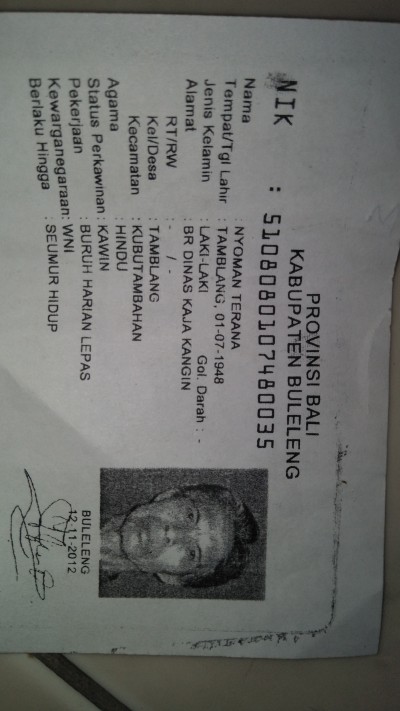 PROVINSI BALI
KABUPATEN BULELENG
NIK : 5108080107480035
Nama : NYOMAN TERANA
Tempat/Tgl Lahir : TAMBLANG, 01-07-1948
Jenis Kelamin : LAKI-LAKI Gol. Darah : -
Alamat : BR DINAS KAJA KANGIN
RT/RW : - / -
Kel/Desa : TAMBLANG
Kecamatan : KUBUTAMBAHAN
Agama : HINDU
Status Perkawinan : KAWIN
Pekerjaan : BURUH HARIAN LEPAS
Kewarganegaraan: WNI
Berlaku Hingga : SEUMUR HIDUP
BULELENG
12-11-2012